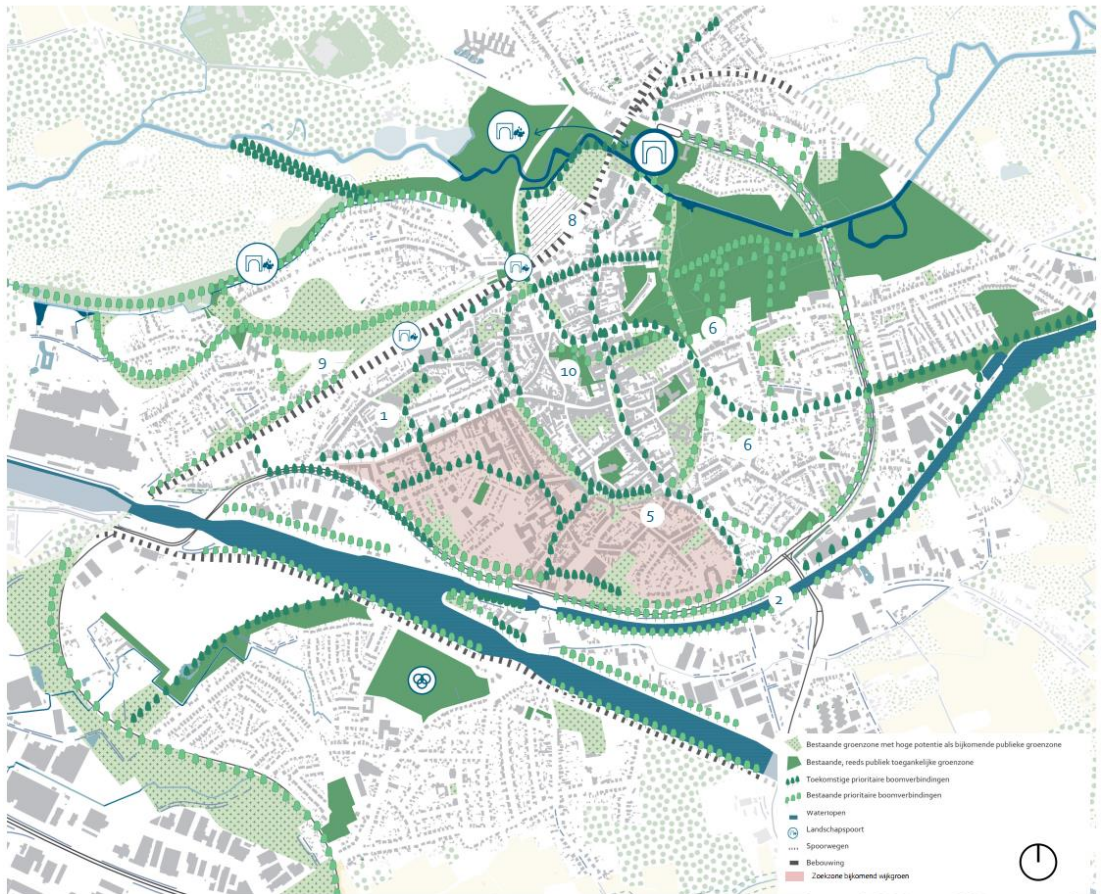 8
6
9
10
1
6
5
2
Bestaande groenzone met hoge potentie als bijkomende publieke groenzone
Bestaande, reeds publiek toegankelijke groenzone
Toekomstige prioritaire boomverbindingen
Bestaande prioritaire boomverbindingen
Waterlopen
Landschapspoort
Spoorwegen
Bebouwing
Zoekzone bijkomend wijkgroen